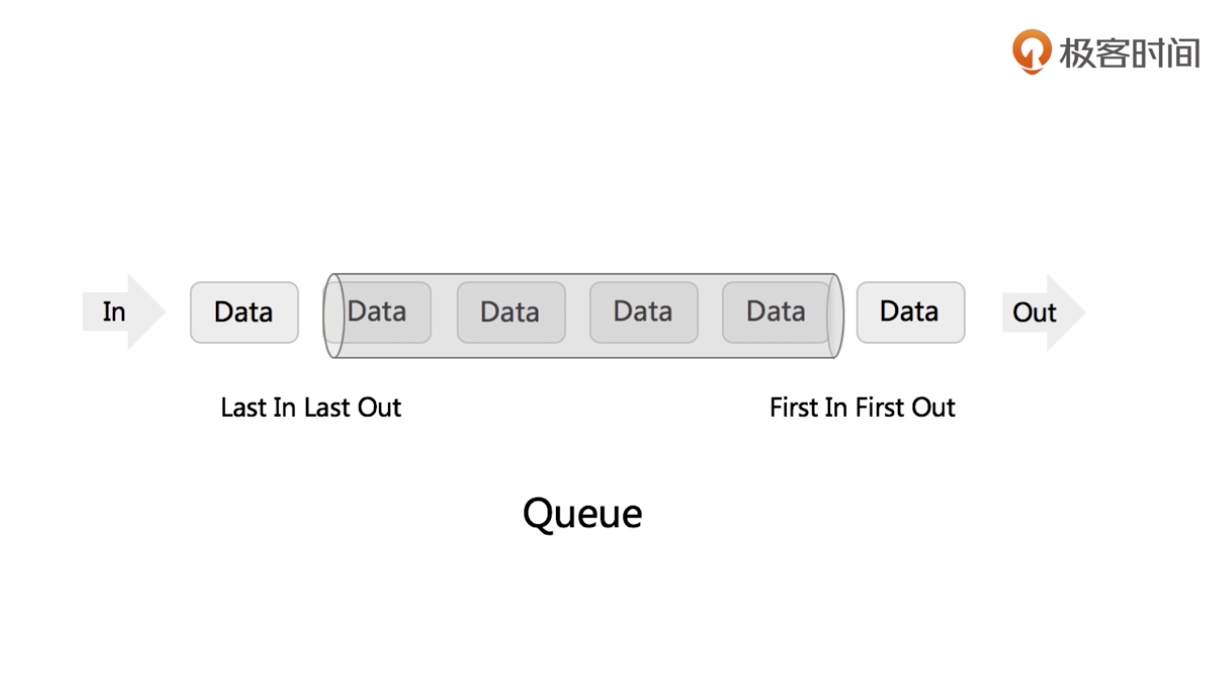 极客时间
In Data Data Data Data Data Data Out
Last In Last Out First In First Out
Queue